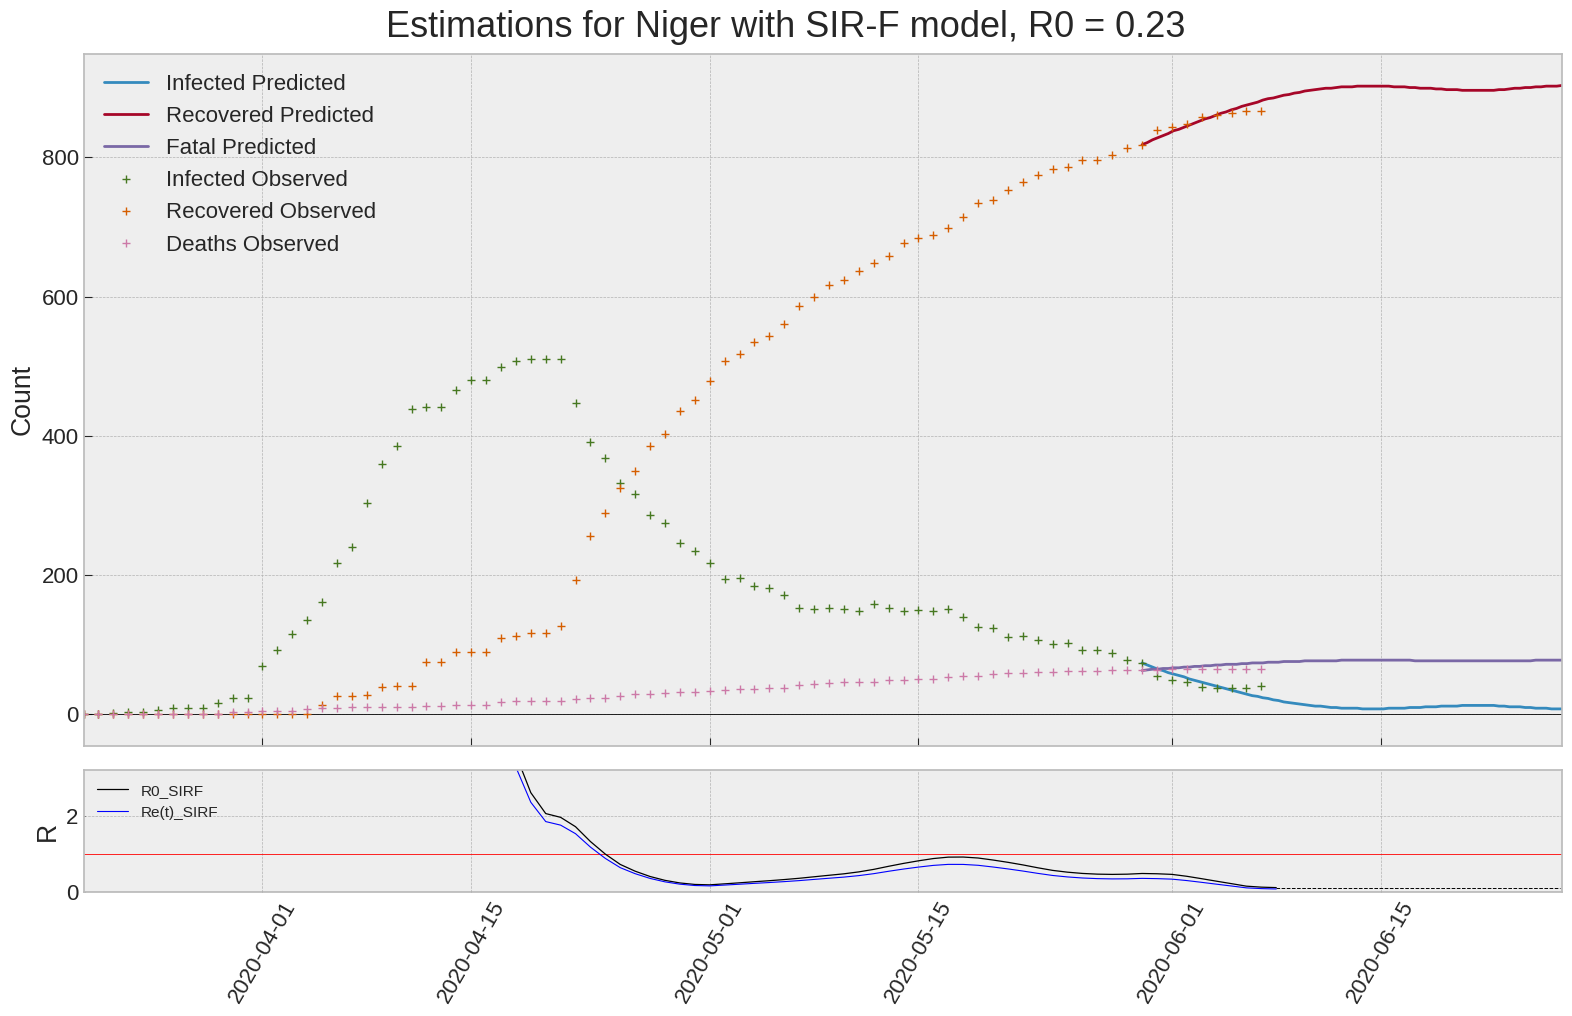 Estimations for Niger with SIR-F model, R0 = 0.23
Infected Predicted
Recovered Predicted
Fatal Predicted
Infected Observed
Recovered Observed
Deaths Observed
Count
800
600
400
200
0
R0_SIRF
Re(t)_SIRF
R
2
0
2020-04-01
2020-04-15
2020-05-01
2020-05-15
2020-06-01
2020-06-15